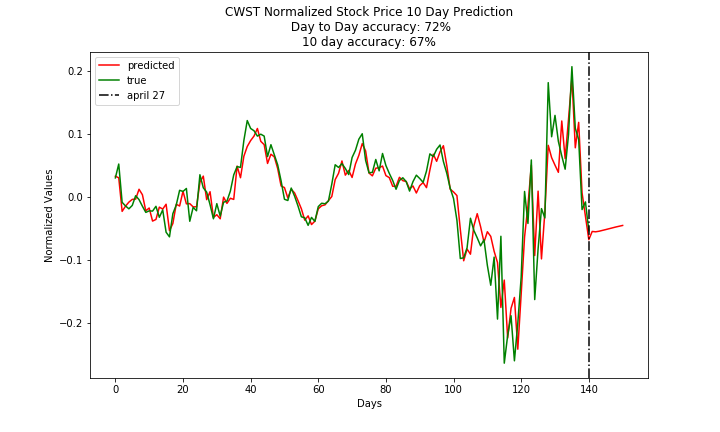 CWST Normalized Stock Price 10 Day Prediction
Day to Day accuracy: 72%
10 day accuracy: 67%
predicted
true
april 27
Normalized Values
0.2
0.1
0.0
−0.1
−0.2
0 20 40 60 80 100 120 140
Days